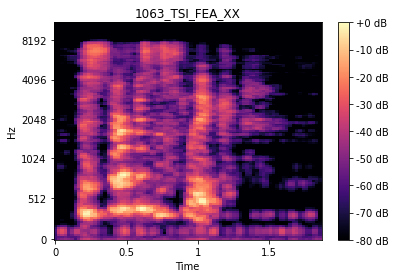 1063_TSI_FEA_XX
+0 dB
8192
-10 dB
4096
-20 dB
-30 dB
2048
Hz
-40 dB
1024
-50 dB
512
-60 dB
-70 dB
0
-80 dB
0
0.5
1
1.5
Time